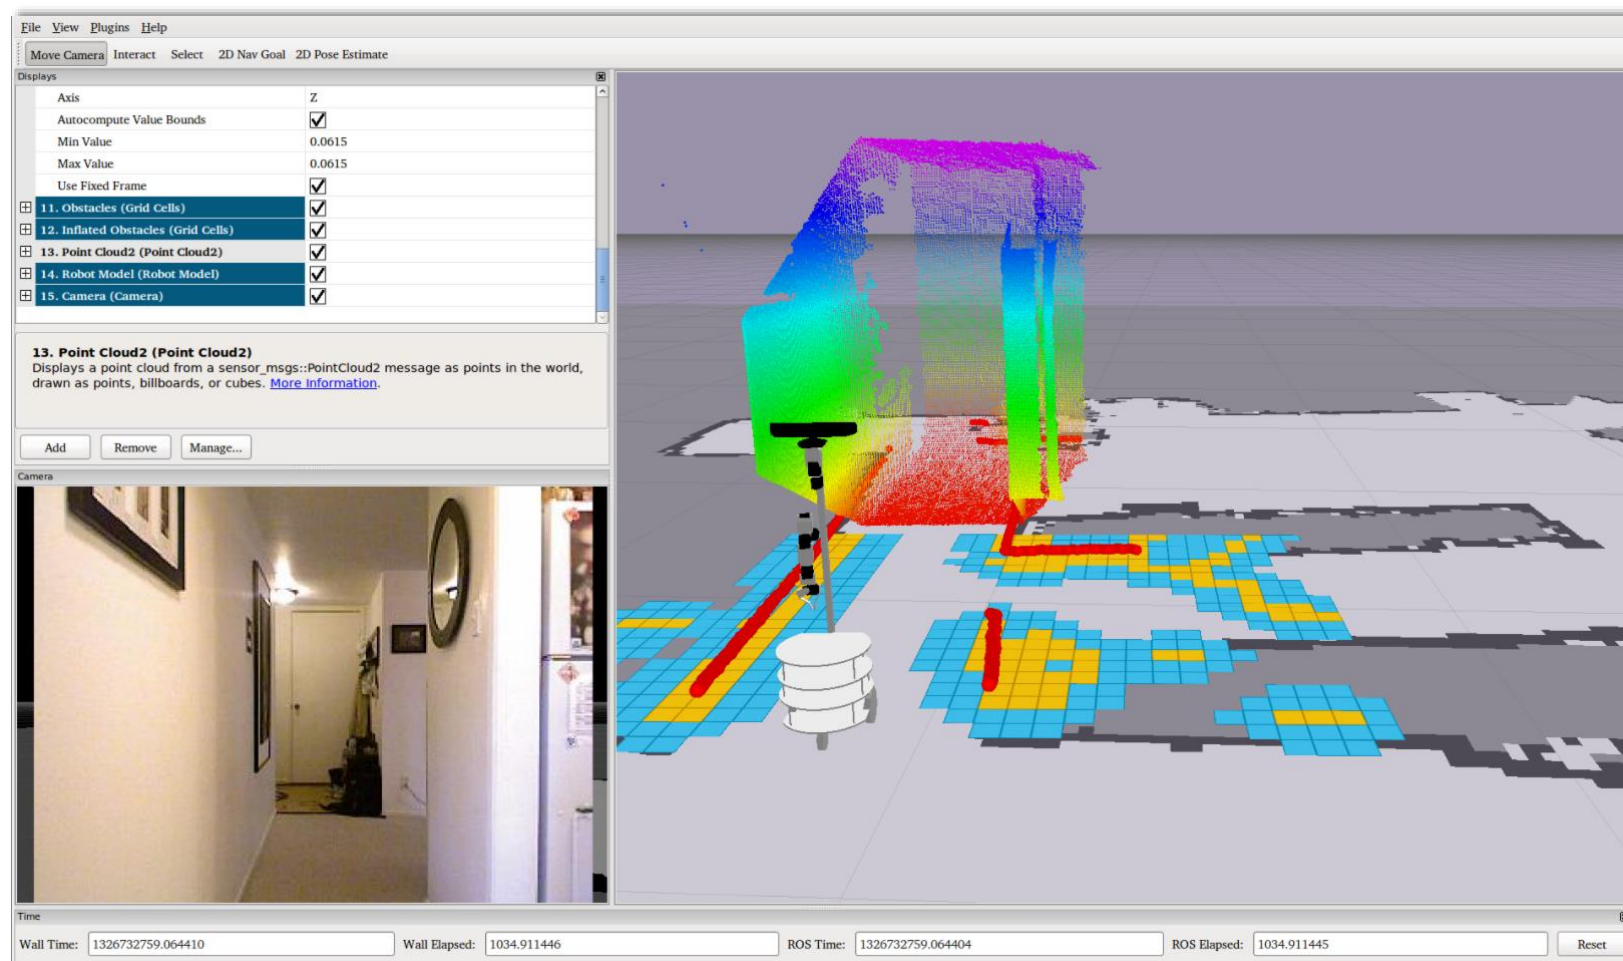 File View Plugins Help
Move Camera Interact Select 2D Nav Goal 2D Pose Estimate
Displays
Axis Z
Autocompute Value Bounds
Min Value 0.0615
Max Value 0.0615
Use Fixed Frame
11. Obstacles (Grid Cells)
12. Inflated Obstacles (Grid Cells)
13. Point Cloud2 (Point Cloud2)
14. Robot Model (Robot Model)
15. Camera (Camera)
13. Point Cloud2 (Point Cloud2)
Displays a point cloud from a sensor_msgs::PointCloud2 message as points in the world,
drawn as points, billboards, or cubes. More Information.
Add Remove Manage...
Camera
Time
Wall Time: 1326732759.064410 Wall Elapsed: 1034.911446 ROS Time: 1326732759.064404 ROS Elapsed: 1034.911445 Reset